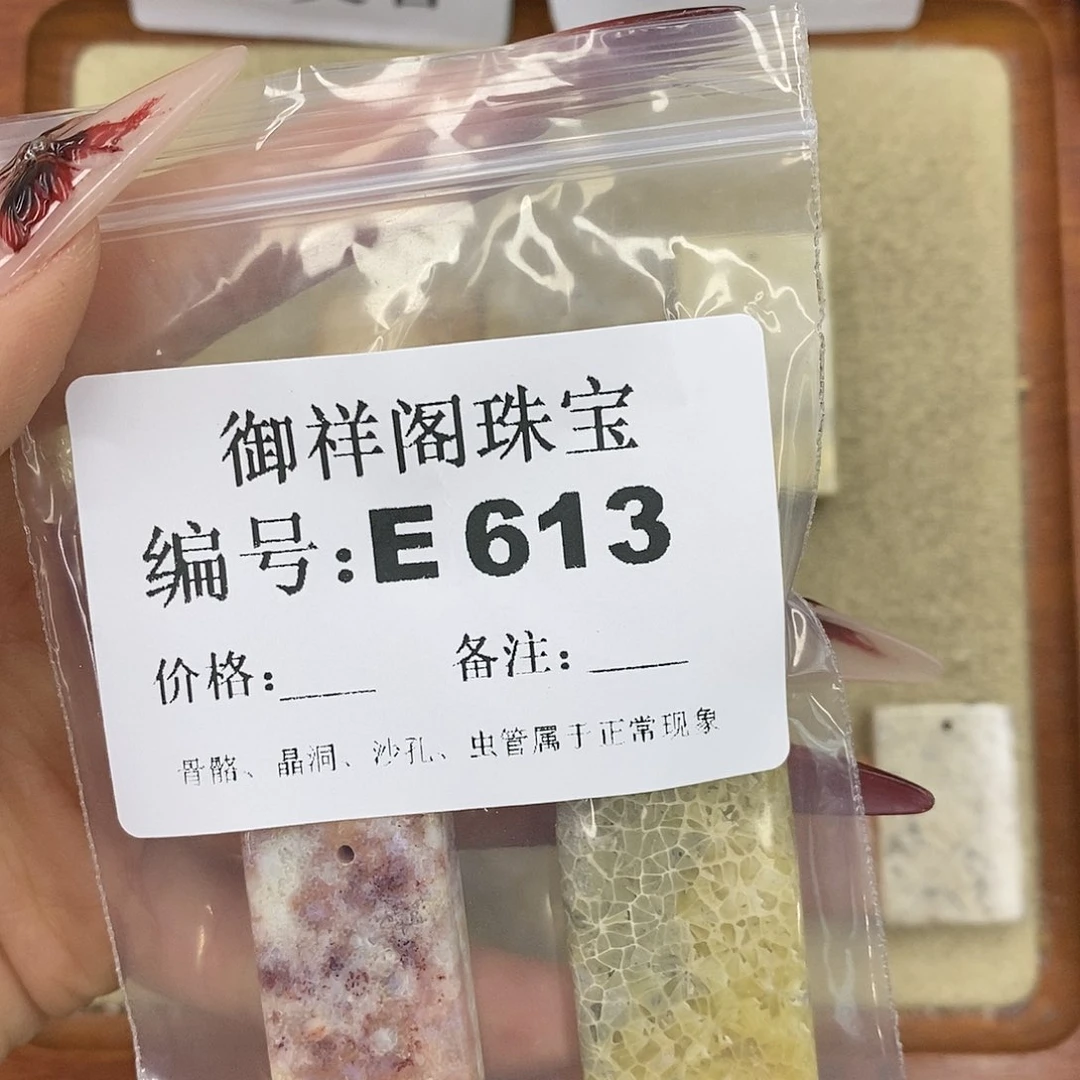 御祥阁珠宝
编号:E613
价格:____ 备注:____
骨骼、晶洞、沙孔、虫管属于正常现象